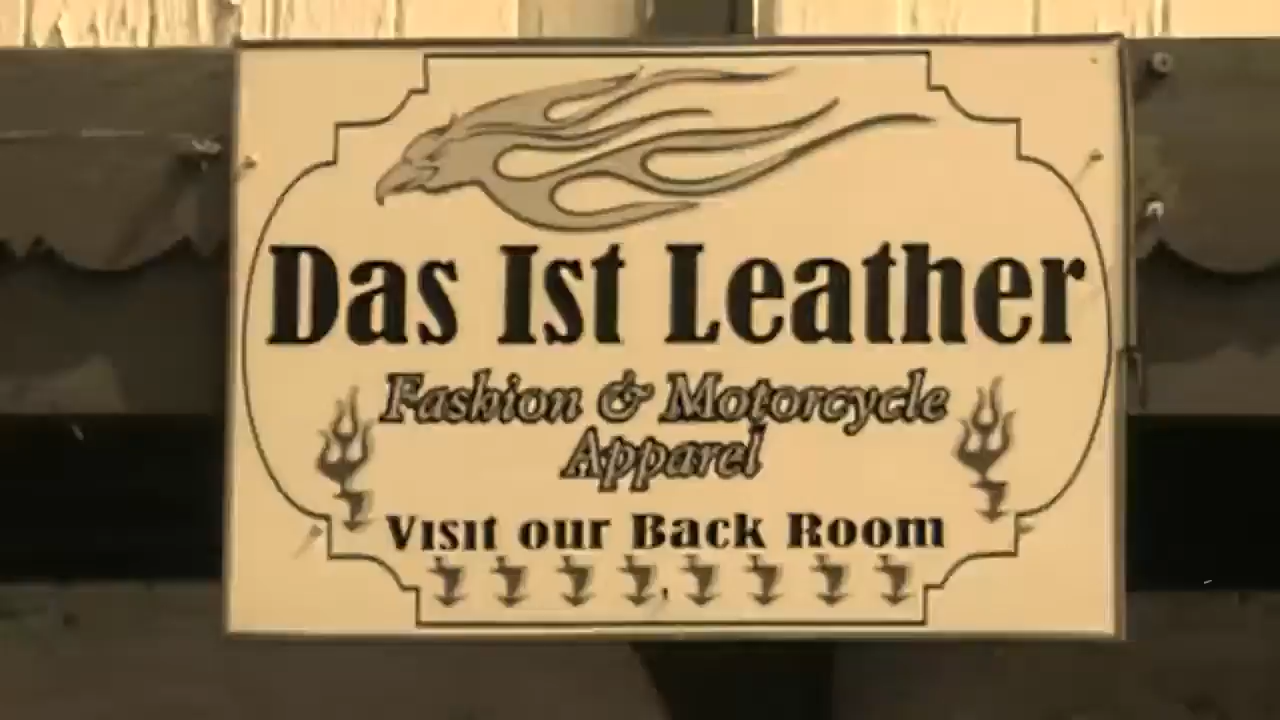 Das Ist Leather
Fashion & Motorcycle
Apparel
Visit our Back Room